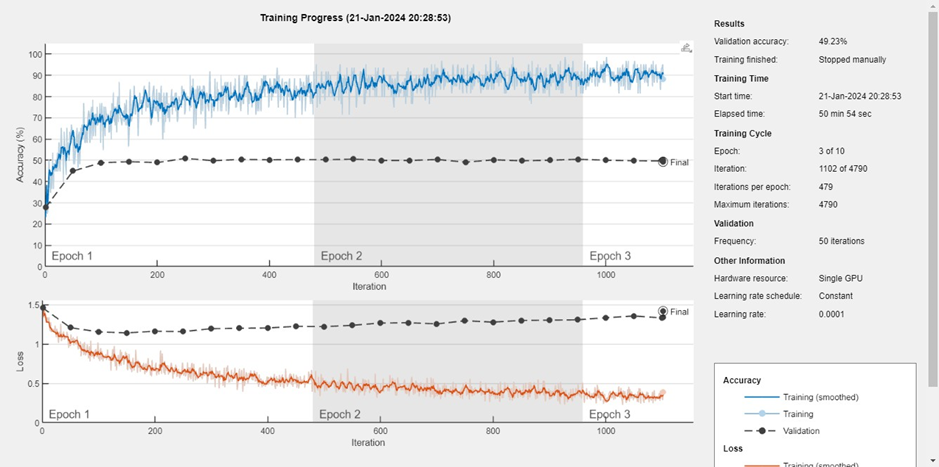 Training Progress (21-Jan-2024 20:28:53)
100
90
80
70
60
50
40
30
20
10
0
Accuracy (%)
Final
Epoch 1
Epoch 2
Epoch 3
0
200
400
600
800
1000
Iteration
1.5
1
0.5
0
Loss
Final
Epoch 1
Epoch 2
Epoch 3
0
200
400
600
800
1000
Iteration
Results
Validation accuracy: 49.23%
Training finished: Stopped manually
Training Time
Start time: 21-Jan-2024 20:28:53
Elapsed time: 50 min 54 sec
Training Cycle
Epoch: 3 of 10
Iteration: 1102 of 4790
Iterations per epoch: 479
Maximum iterations: 4790
Validation
Frequency: 50 iterations
Other Information
Hardware resource: Single GPU
Learning rate schedule: Constant
Learning rate: 0.0001
Accuracy
Training (smoothed)
Training
Validation
Loss
Training (smoothed)